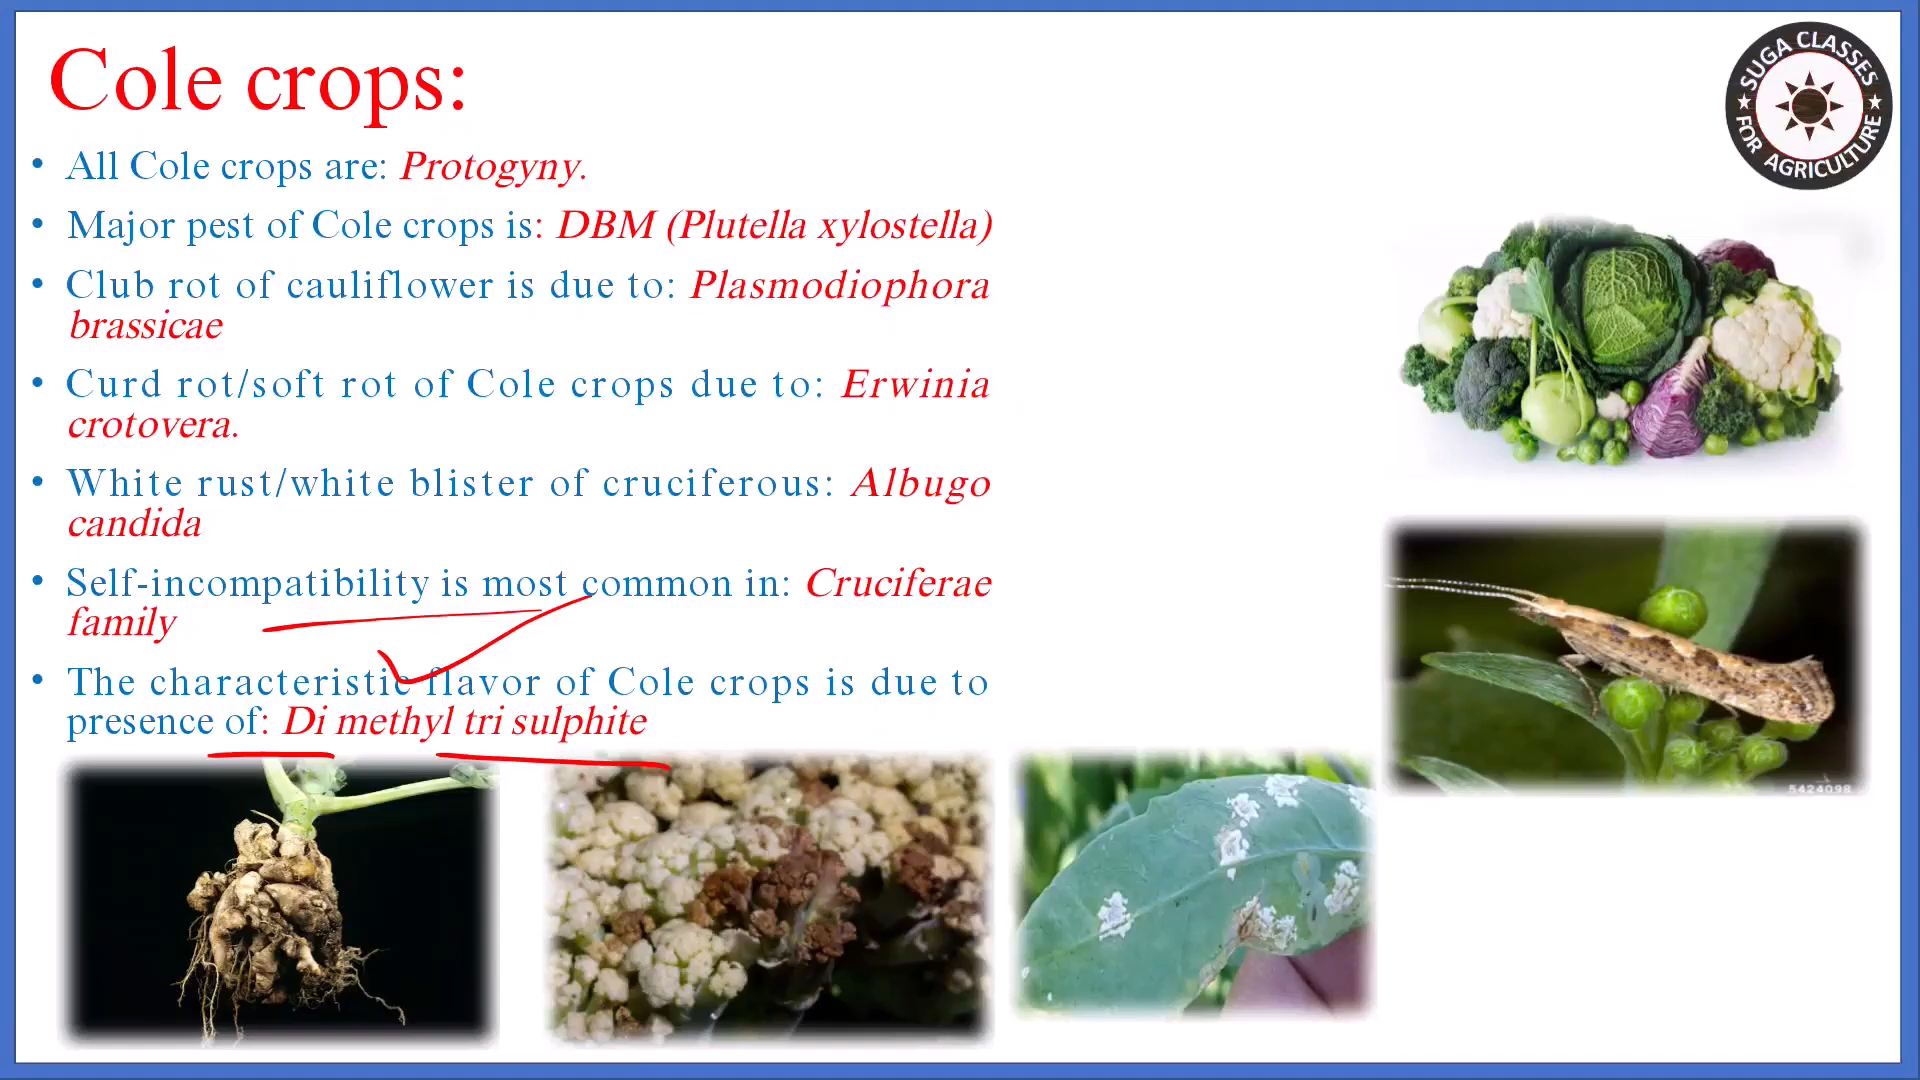 Cole crops:
SUGA CLASSES
FOR AGRICULTURE
• All Cole crops are: Protogyny.
• Major pest of Cole crops is: DBM (Plutella xylostella)
• Club rot of cauliflower is due to: Plasmodiophora
brassicae
• Curd rot/soft rot of Cole crops due to: Erwinia
crotovera.
• White rust/white blister of cruciferous: Albugo
candida
• Self-incompatibility is most common in: Cruciferae
family
• The characteristic flavor of Cole crops is due to
presence of: Di methyl tri sulphite
5424098